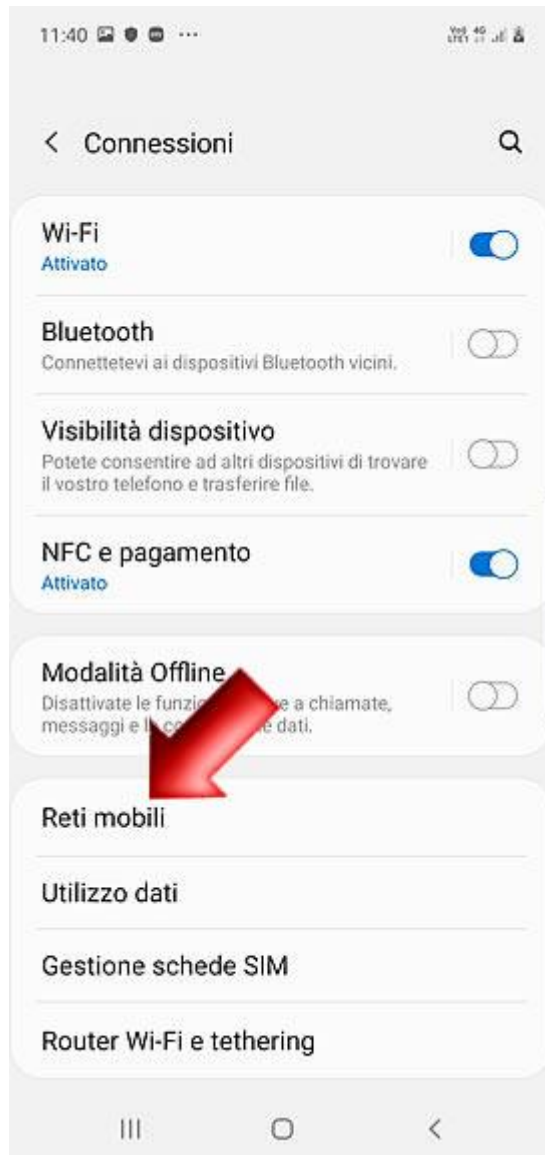 11:40
Connessioni
Wi-Fi
Attivato
Bluetooth
Connettetevi ai dispositivi Bluetooth vicini.
Visibilità dispositivo
Potete consentire ad altri dispositivi di trovare
il vostro telefono e trasferire file.
NFC e pagamento
Attivato
Modalità Offline
Disattivate le a chiamate,
messaggi e dati.
Reti mobili
Utilizzo dati
Gestione schede SIM
Router Wi-Fi e tethering